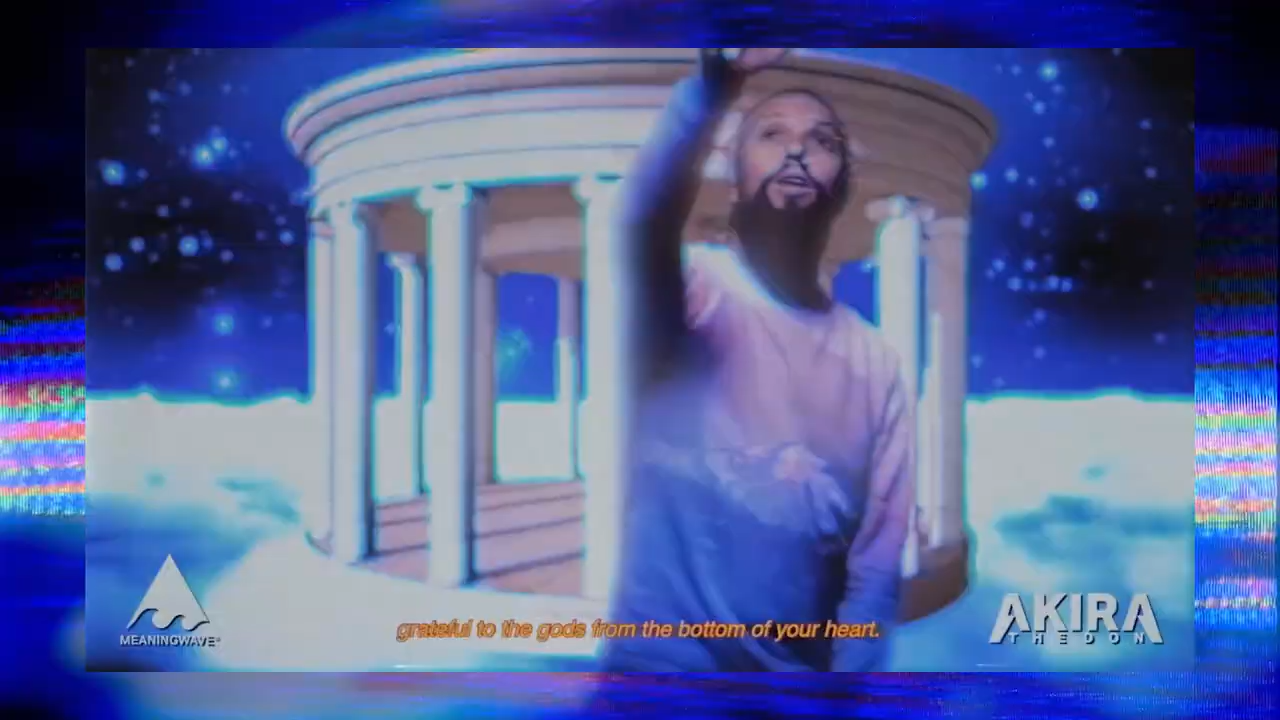 MEANINGWAVE
grateful to the gods from the bottom of your heart.
AKIRA
THE DON